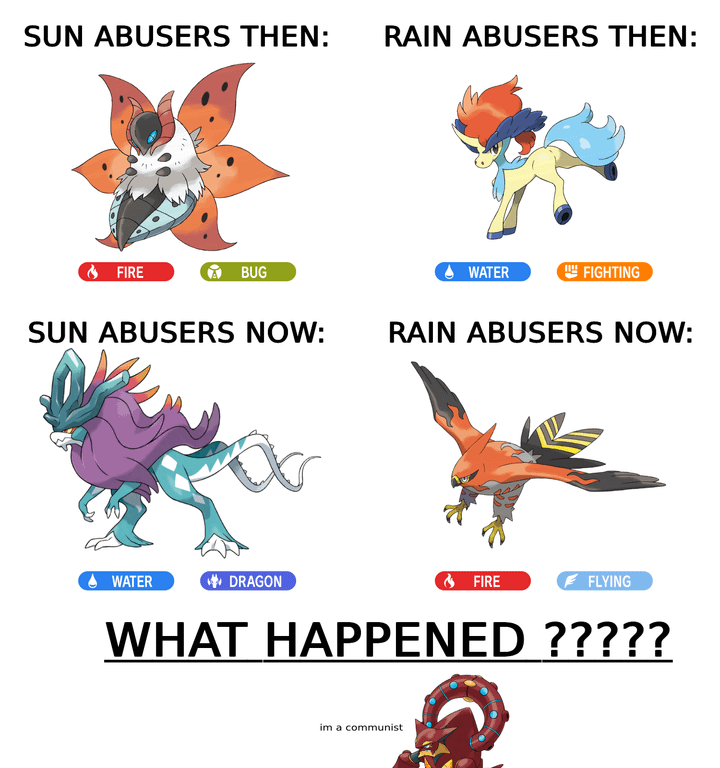 SUN ABUSERS THEN:
RAIN ABUSERS THEN:
FIRE
BUG
WATER
FIGHTING
SUN ABUSERS NOW:
RAIN ABUSERS NOW:
WATER
DRAGON
FIRE
FLYING
WHAT HAPPENED ?????
im a communist